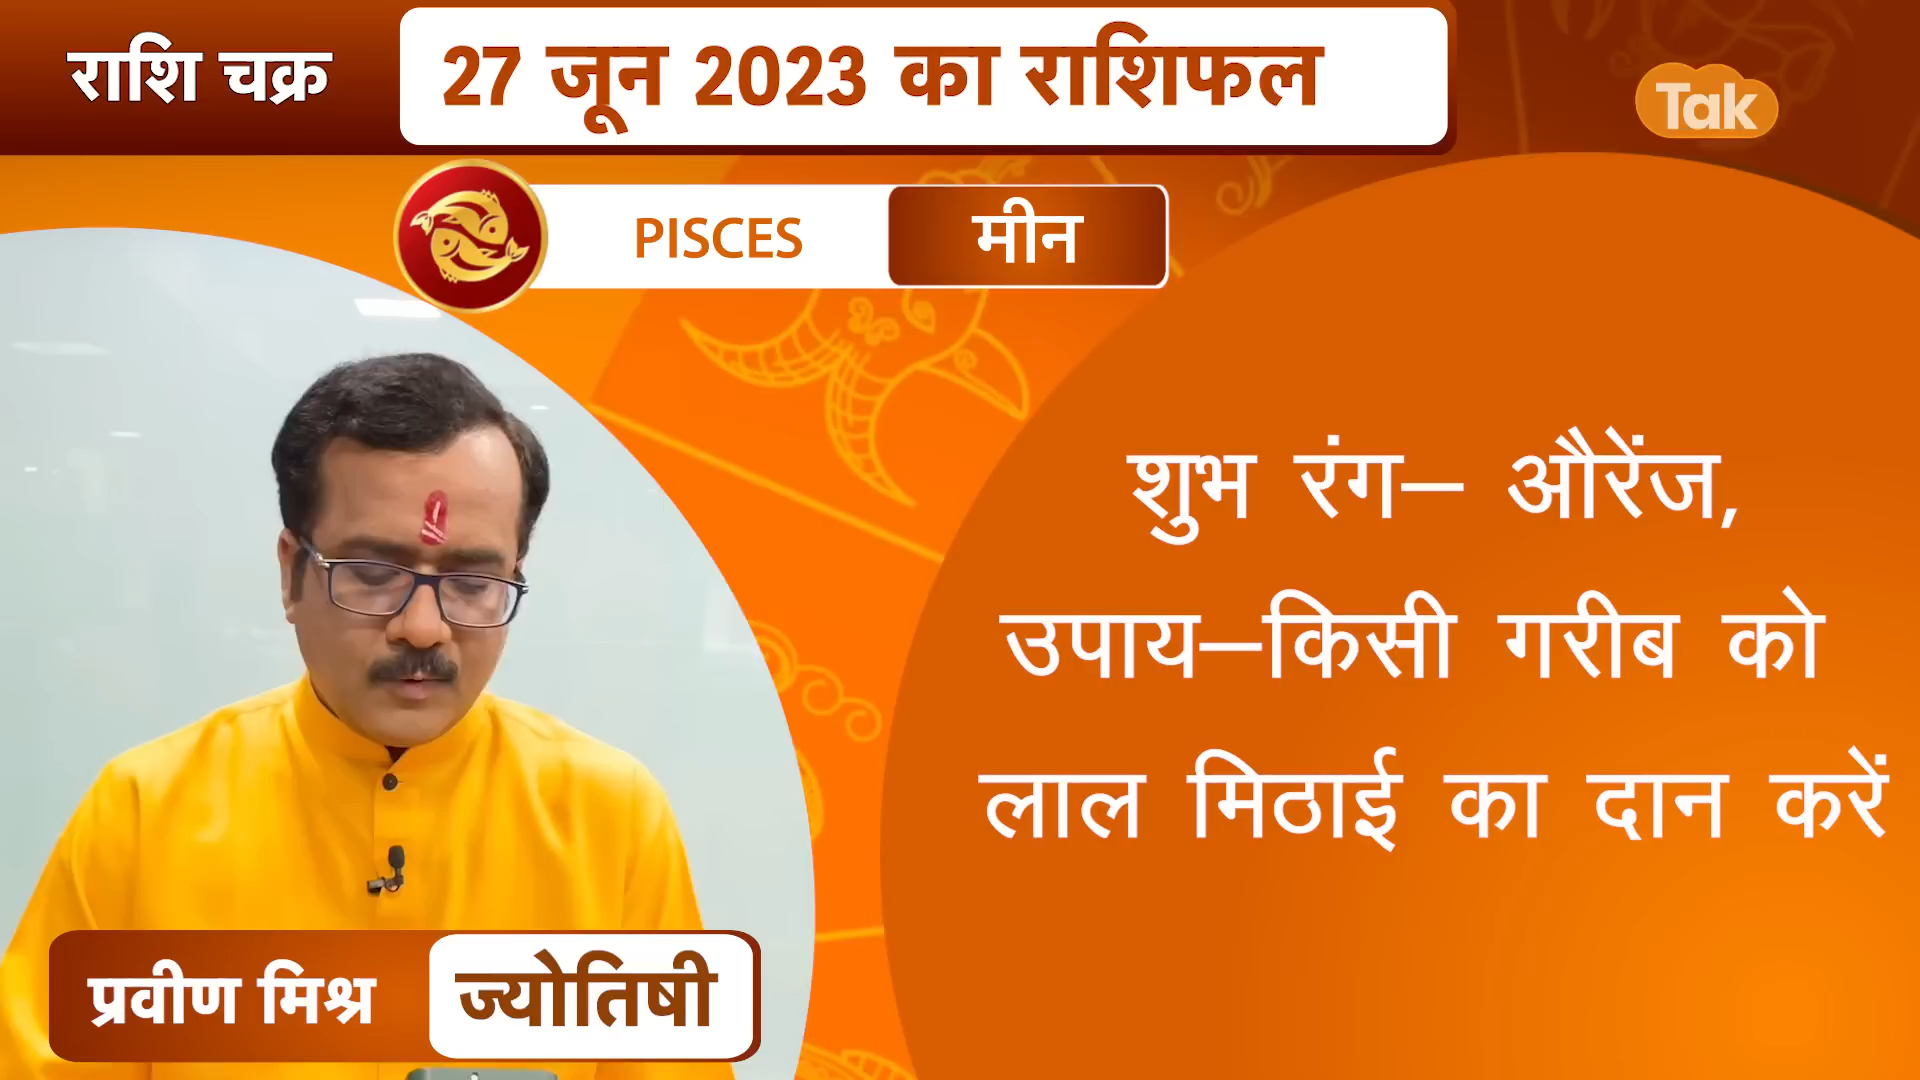 राशि चक्र
27 जून 2023 का राशिफल
Tak
PISCES
मीन
शुभ रंग– औरेंज,
उपाय–किसी गरीब को
लाल मिठाई का दान करें
प्रवीण मिश्र
ज्योतिषी